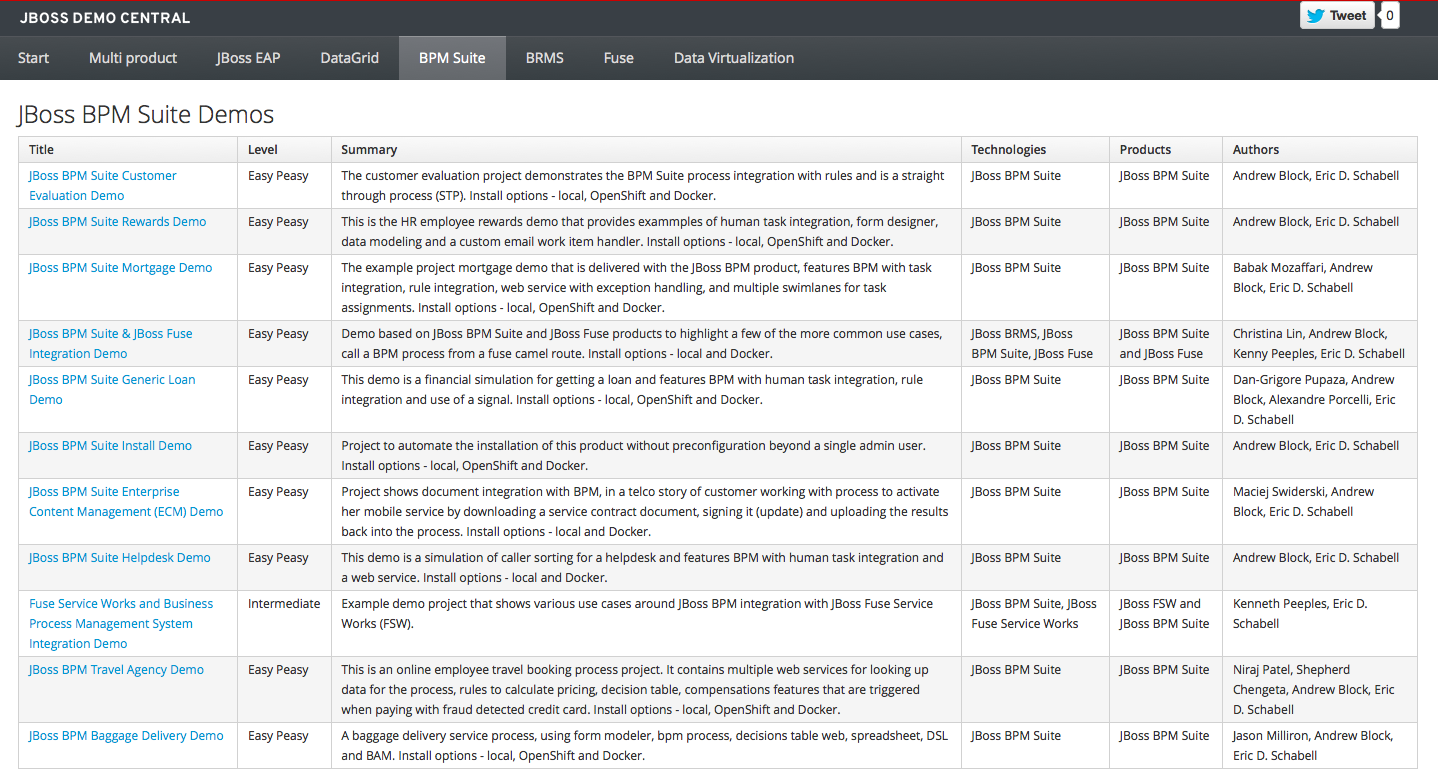 JBOSS DEMO CENTRAL
Tweet 0
Start Multi product JBoss EAP DataGrid BPM Suite BRMS Fuse Data Virtualization
JBoss BPM Suite Demos
Title Level Summary Technologies Products Authors
JBoss BPM Suite Customer Easy Peasy The customer evaluation project demonstrates the BPM Suite process integration with rules and is a straight JBoss BPM Suite JBoss BPM Suite Andrew Block, Eric D. Schabell
Evaluation Demo through process (STP). Install options - local, OpenShift and Docker.
JBoss BPM Suite Rewards Demo Easy Peasy This is the HR employee rewards demo that provides exammples of human task integration, form designer, JBoss BPM Suite JBoss BPM Suite Andrew Block, Eric D. Schabell
data modeling and a custom email work item handler. Install options - local, OpenShift and Docker.
JBoss BPM Suite Mortgage Demo Easy Peasy The example project mortgage demo that is delivered with the JBoss BPM product, features BPM with task JBoss BPM Suite JBoss BPM Suite Babak Mozaffari, Andrew
integration, rule integration, web service with exception handling, and multiple swimlanes for task Block, Eric D. Schabell
assignments. Install options - local, OpenShift and Docker.
JBoss BPM Suite & JBoss Fuse Easy Peasy Demo based on JBoss BPM Suite and JBoss Fuse products to highlight a few of the more common use cases, JBoss BRMS, JBoss JBoss BPM Suite Christina Lin, Andrew Block,
Integration Demo call a BPM process from a fuse camel route. Install options - local and Docker. BPM Suite, JBoss Fuse and JBoss Fuse Kenny Peeples, Eric D. Schabell
JBoss BPM Suite Generic Loan Easy Peasy This demo is a financial simulation for getting a loan and features BPM with human task integration, rule JBoss BPM Suite JBoss BPM Suite Dan-Grigore Pupaza, Andrew
Demo integration and use of a signal. Install options - local, OpenShift and Docker. Block, Alexandre Porcelli, Eric
D. Schabell
JBoss BPM Suite Install Demo Easy Peasy Project to automate the installation of this product without preconfiguration beyond a single admin user. JBoss BPM Suite JBoss BPM Suite Andrew Block, Eric D. Schabell
Install options - local, OpenShift and Docker.
JBoss BPM Suite Enterprise Easy Peasy Project shows document integration with BPM, in a telco story of customer working with process to activate JBoss BPM Suite JBoss BPM Suite Maciej Swiderski, Andrew
Content Management (ECM) Demo her mobile service by downloading a service contract document, signing it (update) and uploading the results Block, Eric D. Schabell
back into the process. Install options - local and Docker.
JBoss BPM Suite Helpdesk Demo Easy Peasy This demo is a simulation of caller sorting for a helpdesk and features BPM with human task integration and JBoss BPM Suite JBoss BPM Suite Andrew Block, Eric D. Schabell
a web service. Install options - local and Docker.
Fuse Service Works and Business Intermediate Example demo project that shows various use cases around JBoss BPM integration with JBoss Fuse Service JBoss BPM Suite, JBoss JBoss FSW and Kenneth Peeples, Eric D.
Process Management System Works (FSW). Fuse Service Works JBoss BPM Suite Schabell
Integration Demo
JBoss BPM Travel Agency Demo Easy Peasy This is an online employee travel booking process project. It contains multiple web services for looking up JBoss BPM Suite JBoss BPM Suite Niraj Patel, Shepherd
data for the process, rules to calculate pricing, decision table, compensations features that are triggered Chengeta, Andrew Block, Eric
when paying with fraud detected credit card. Install options - local, OpenShift and Docker. D. Schabell
JBoss BPM Baggage Delivery Demo Easy Peasy A baggage delivery service process, using form modeler, bpm process, decisions table web, spreadsheet, DSL JBoss BPM Suite JBoss BPM Suite Jason Milliron, Andrew Block,
and BAM. Install options - local, OpenShift and Docker. Eric D. Schabell